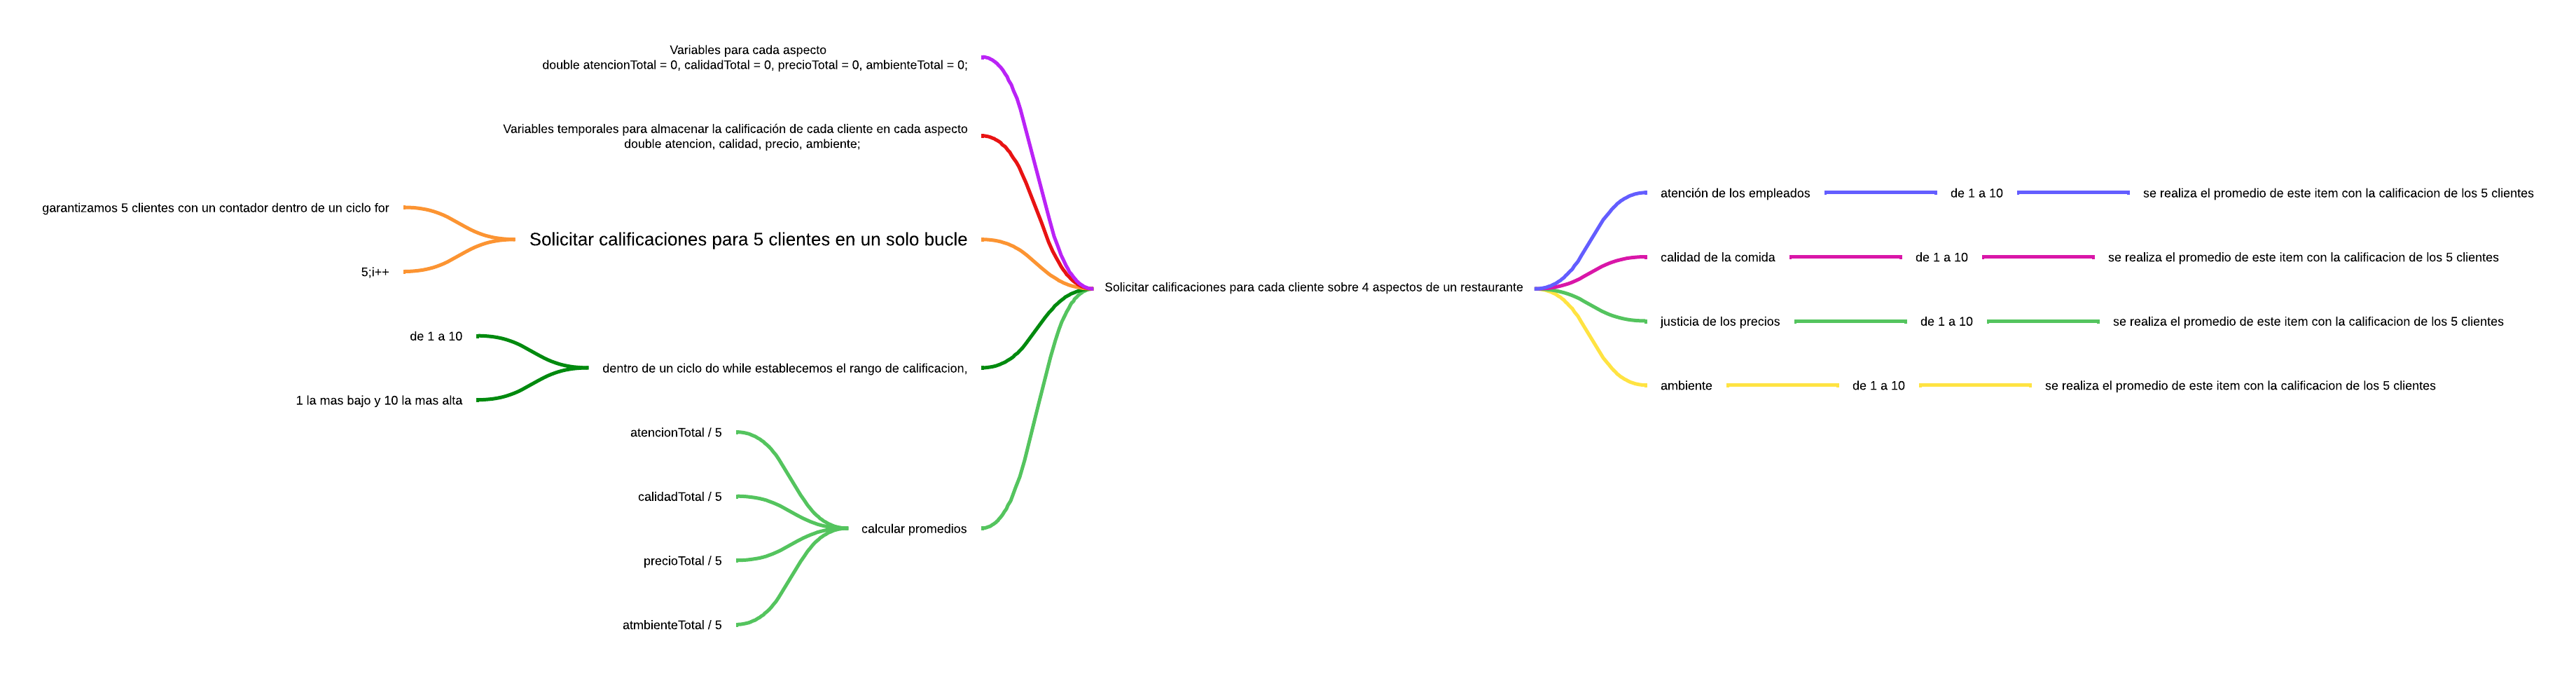 Variables para cada aspecto
double atencionTotal = 0, calidadTotal = 0, precioTotal = 0, ambienteTotal = 0;
Variables temporales para almacenar la calificación de cada cliente en cada aspecto
double atencion, calidad, precio, ambiente;
garantizamos 5 clientes con un contador dentro de un ciclo for
5;i++
Solicitar calificaciones para 5 clientes en un solo bucle
de 1 a 10
1 la mas bajo y 10 la mas alta
dentro de un ciclo do while establecemos el rango de calificacion,
atencionTotal / 5
calidadTotal / 5
precioTotal / 5
atmbienteTotal / 5
calcular promedios
Solicitar calificaciones para cada cliente sobre 4 aspectos de un restaurante
atención de los empleados
de 1 a 10
se realiza el promedio de este item con la calificacion de los 5 clientes
calidad de la comida
de 1 a 10
se realiza el promedio de este item con la calificacion de los 5 clientes
justicia de los precios
de 1 a 10
se realiza el promedio de este item con la calificacion de los 5 clientes
ambiente
de 1 a 10
se realiza el promedio de este item con la calificacion de los 5 clientes